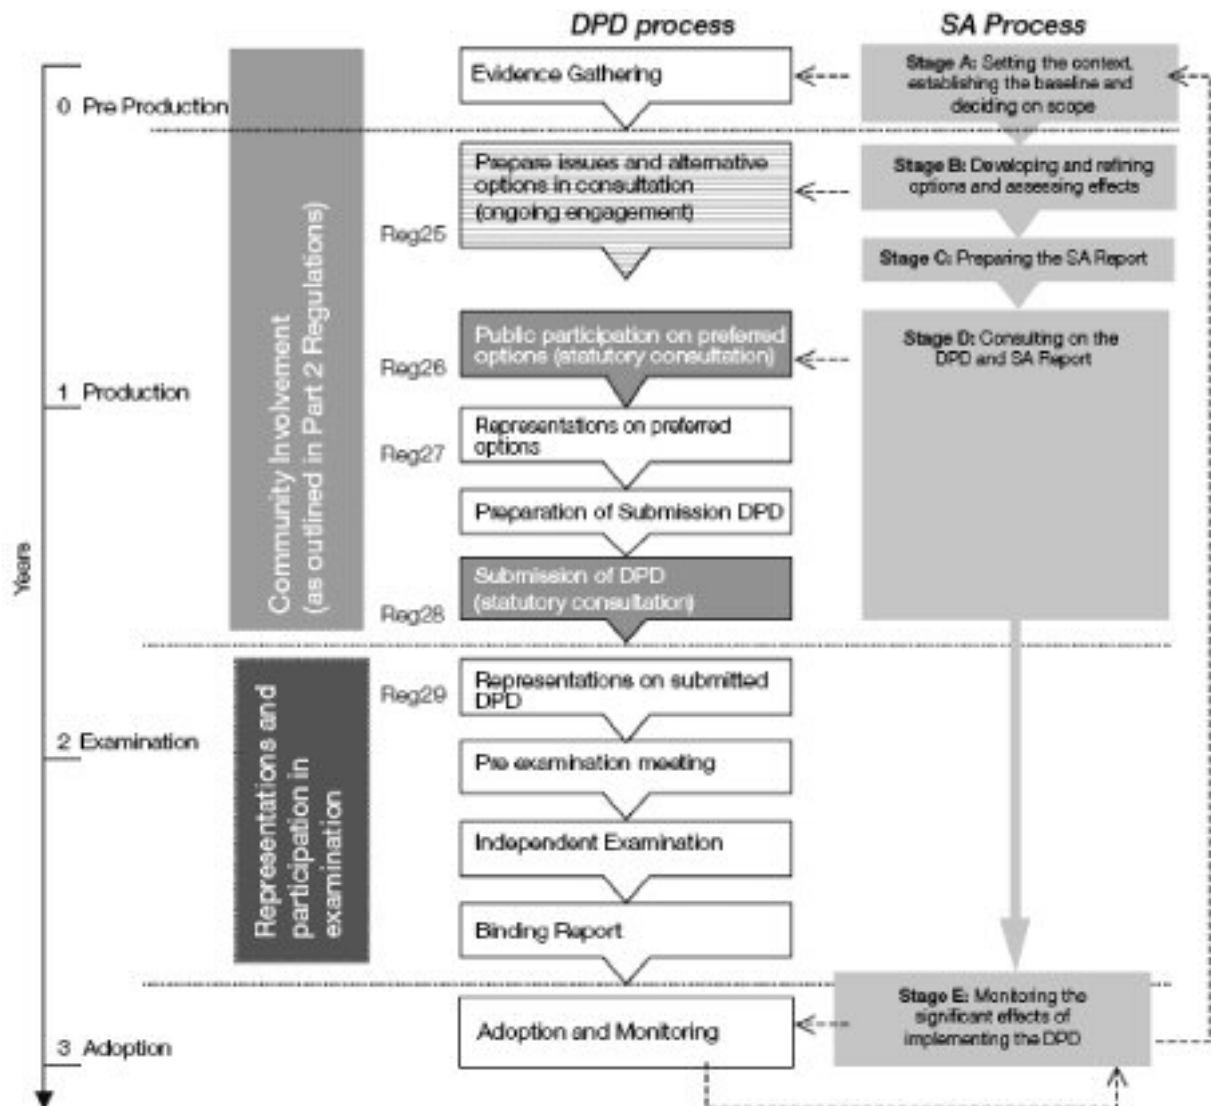 DPD process
SA Process
Evidence Gathering
Stage A: Setting the context,
establishing the baseline and
deciding on scope
0 Pre Production
Prepare issues and alternative
options in consultation
(ongoing engagement)
Stage B: Developing and refining
options and assessing effects
Reg25
Stage C: Preparing the SA Report
Community Involvement
(as outlined in Part 2 Regulations)
Public participation on preferred
options (statutory consultation)
Stage D: Consulting on the
DPD and SA Report
Reg26
1 Production
Representations on preferred
options
Reg27
Preparation of Submission DPD
Years
Submission of DPD
(statutory consultation)
Reg28
Representations and
participation in
examination
Representations on submitted
DPD
Reg29
2 Examination
Pre examination meeting
Independent Examination
Binding Report
Stage E: Monitoring the
significant effects of
implementing the DPD
Adoption and Monitoring
3 Adoption